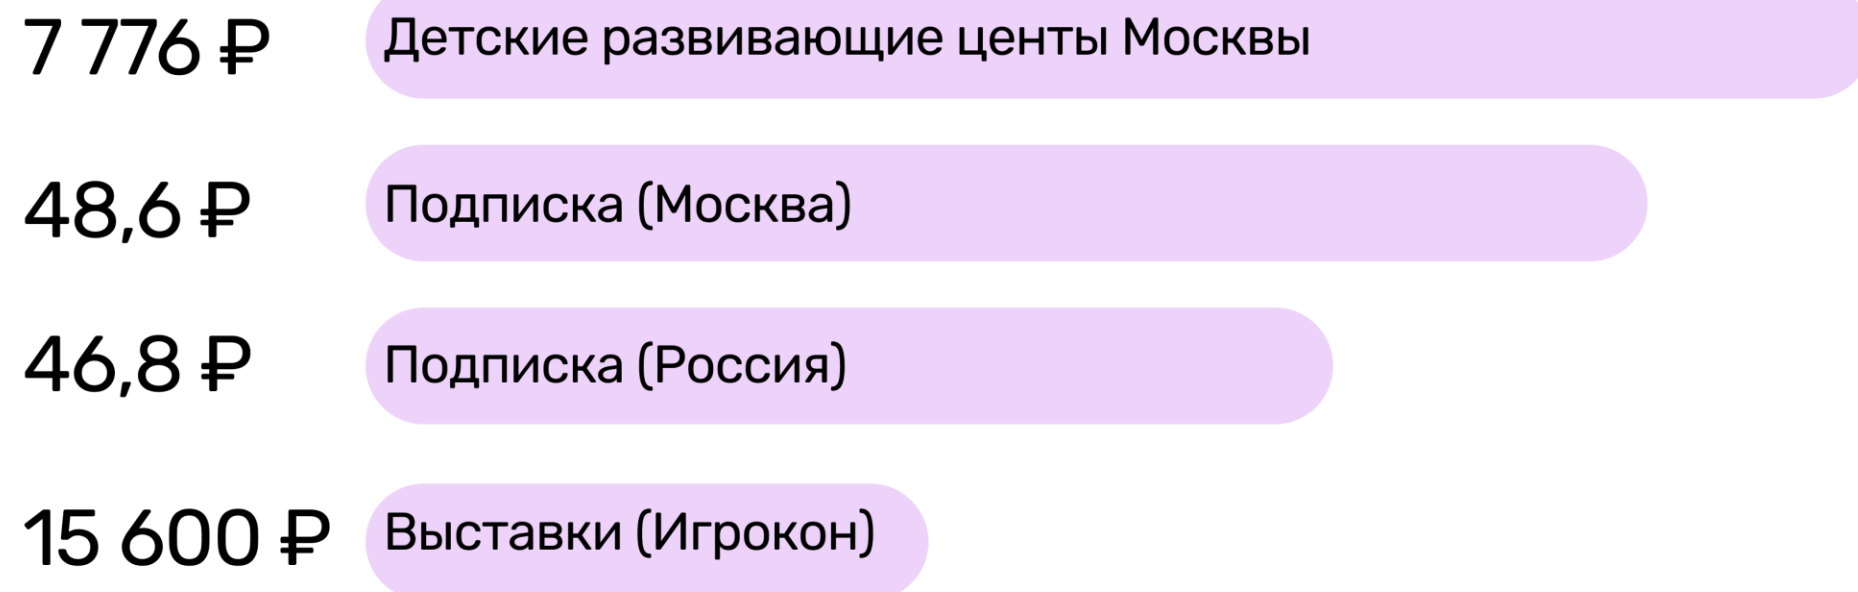 7 776 ₽ Детские развивающие центы Москвы
48,6 ₽ Подписка (Москва)
46,8 ₽ Подписка (Россия)
15 600 ₽ Выставки (Игрокон)